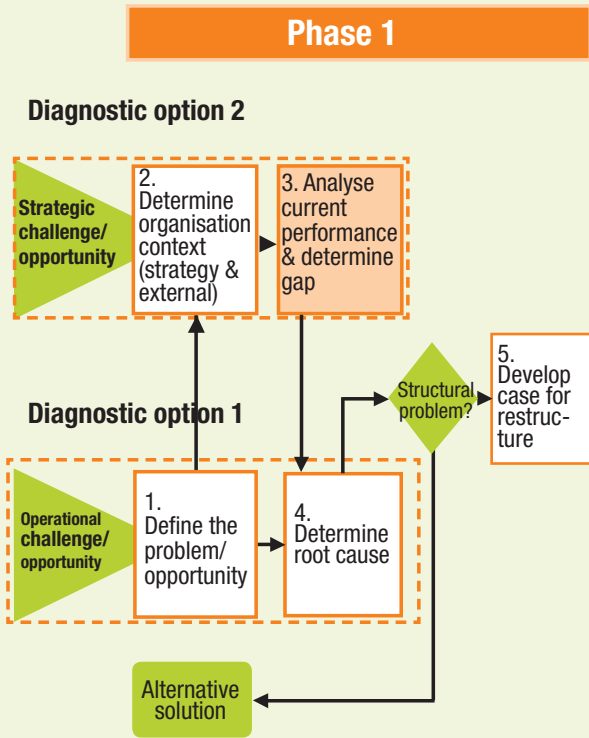 Phase 1
Diagnostic option 2
Strategic
challenge/
opportunity
2.
Determine
organisation
context
(strategy &
external)
3. Analyse
current
performance
& determine
gap
Structural
problem?
5.
Develop
case for
restruc-
ture
Diagnostic option 1
Operational
challenge/
opportunity
1.
Define the
problem/
opportunity
4.
Determine
root cause
Alternative
solution